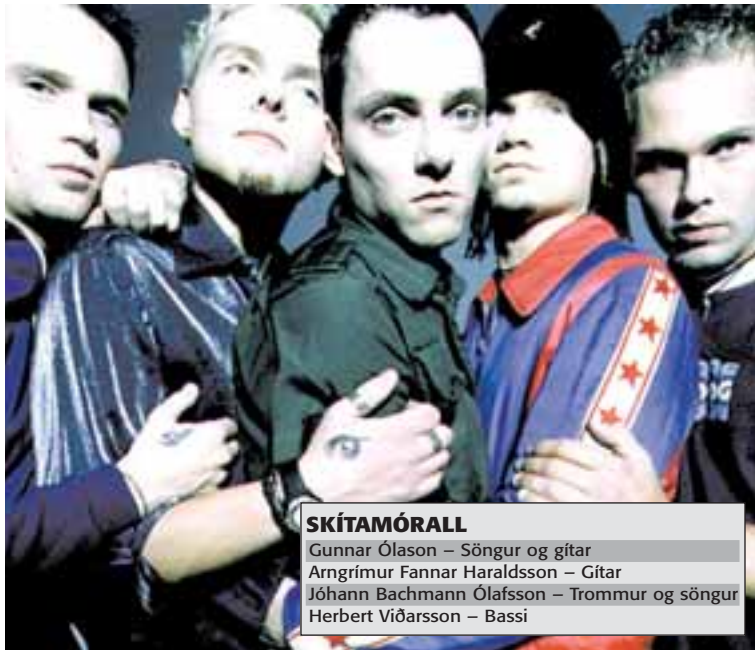 SKÍTAMÓRALL
Gunnar Ólason – Söngur og gítar
Arngrímur Fannar Haraldsson – Gítar
Jóhann Bachmann Ólafsson – Trommur og söngur
Herbert Viðarsson – Bassi